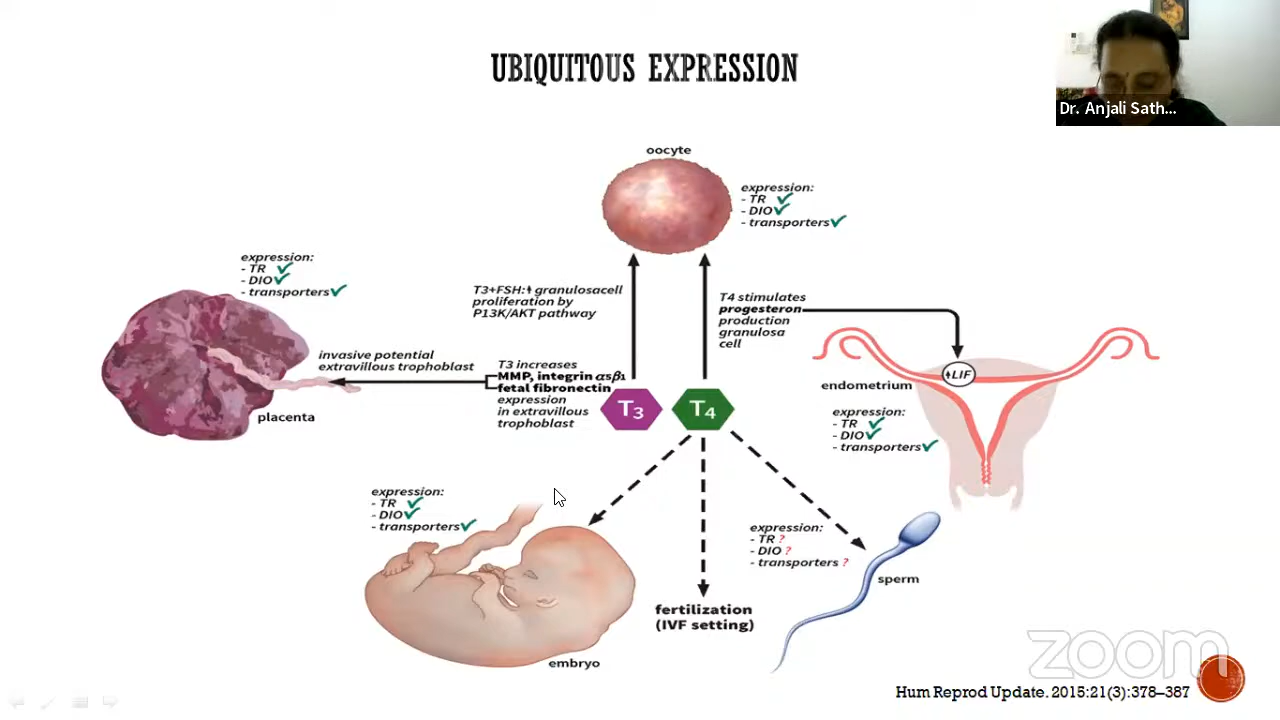 UBIQUITOUS EXPRESSION
Dr. Anjali Sath...
oocyte
expression:
- TR ✓
- DIO ✓
- transporters ✓
expression:
- TR ✓
- DIO ✓
- transporters ✓
T3+FSH:⬆ granulosacell
proliferation by
P13K/AKT pathway
T4 stimulates
progesteron
production
granulosa
cell
invasive potential
extravillous trophoblast
T3 increases
MMP, integrin α5β1
fetal fibronectin
expression
in extravillous
trophoblast
placenta
T3
T4
⬆LIF
endometrium
expression:
- TR ✓
- DIO ✓
- transporters ✓
expression:
- TR ✓
- DIO ✓
- transporters ✓
expression:
- TR ?
- DIO ?
- transporters ?
sperm
fertilization
(IVF setting)
embryo
zoom
Hum Reprod Update. 2015:21(3):378–387